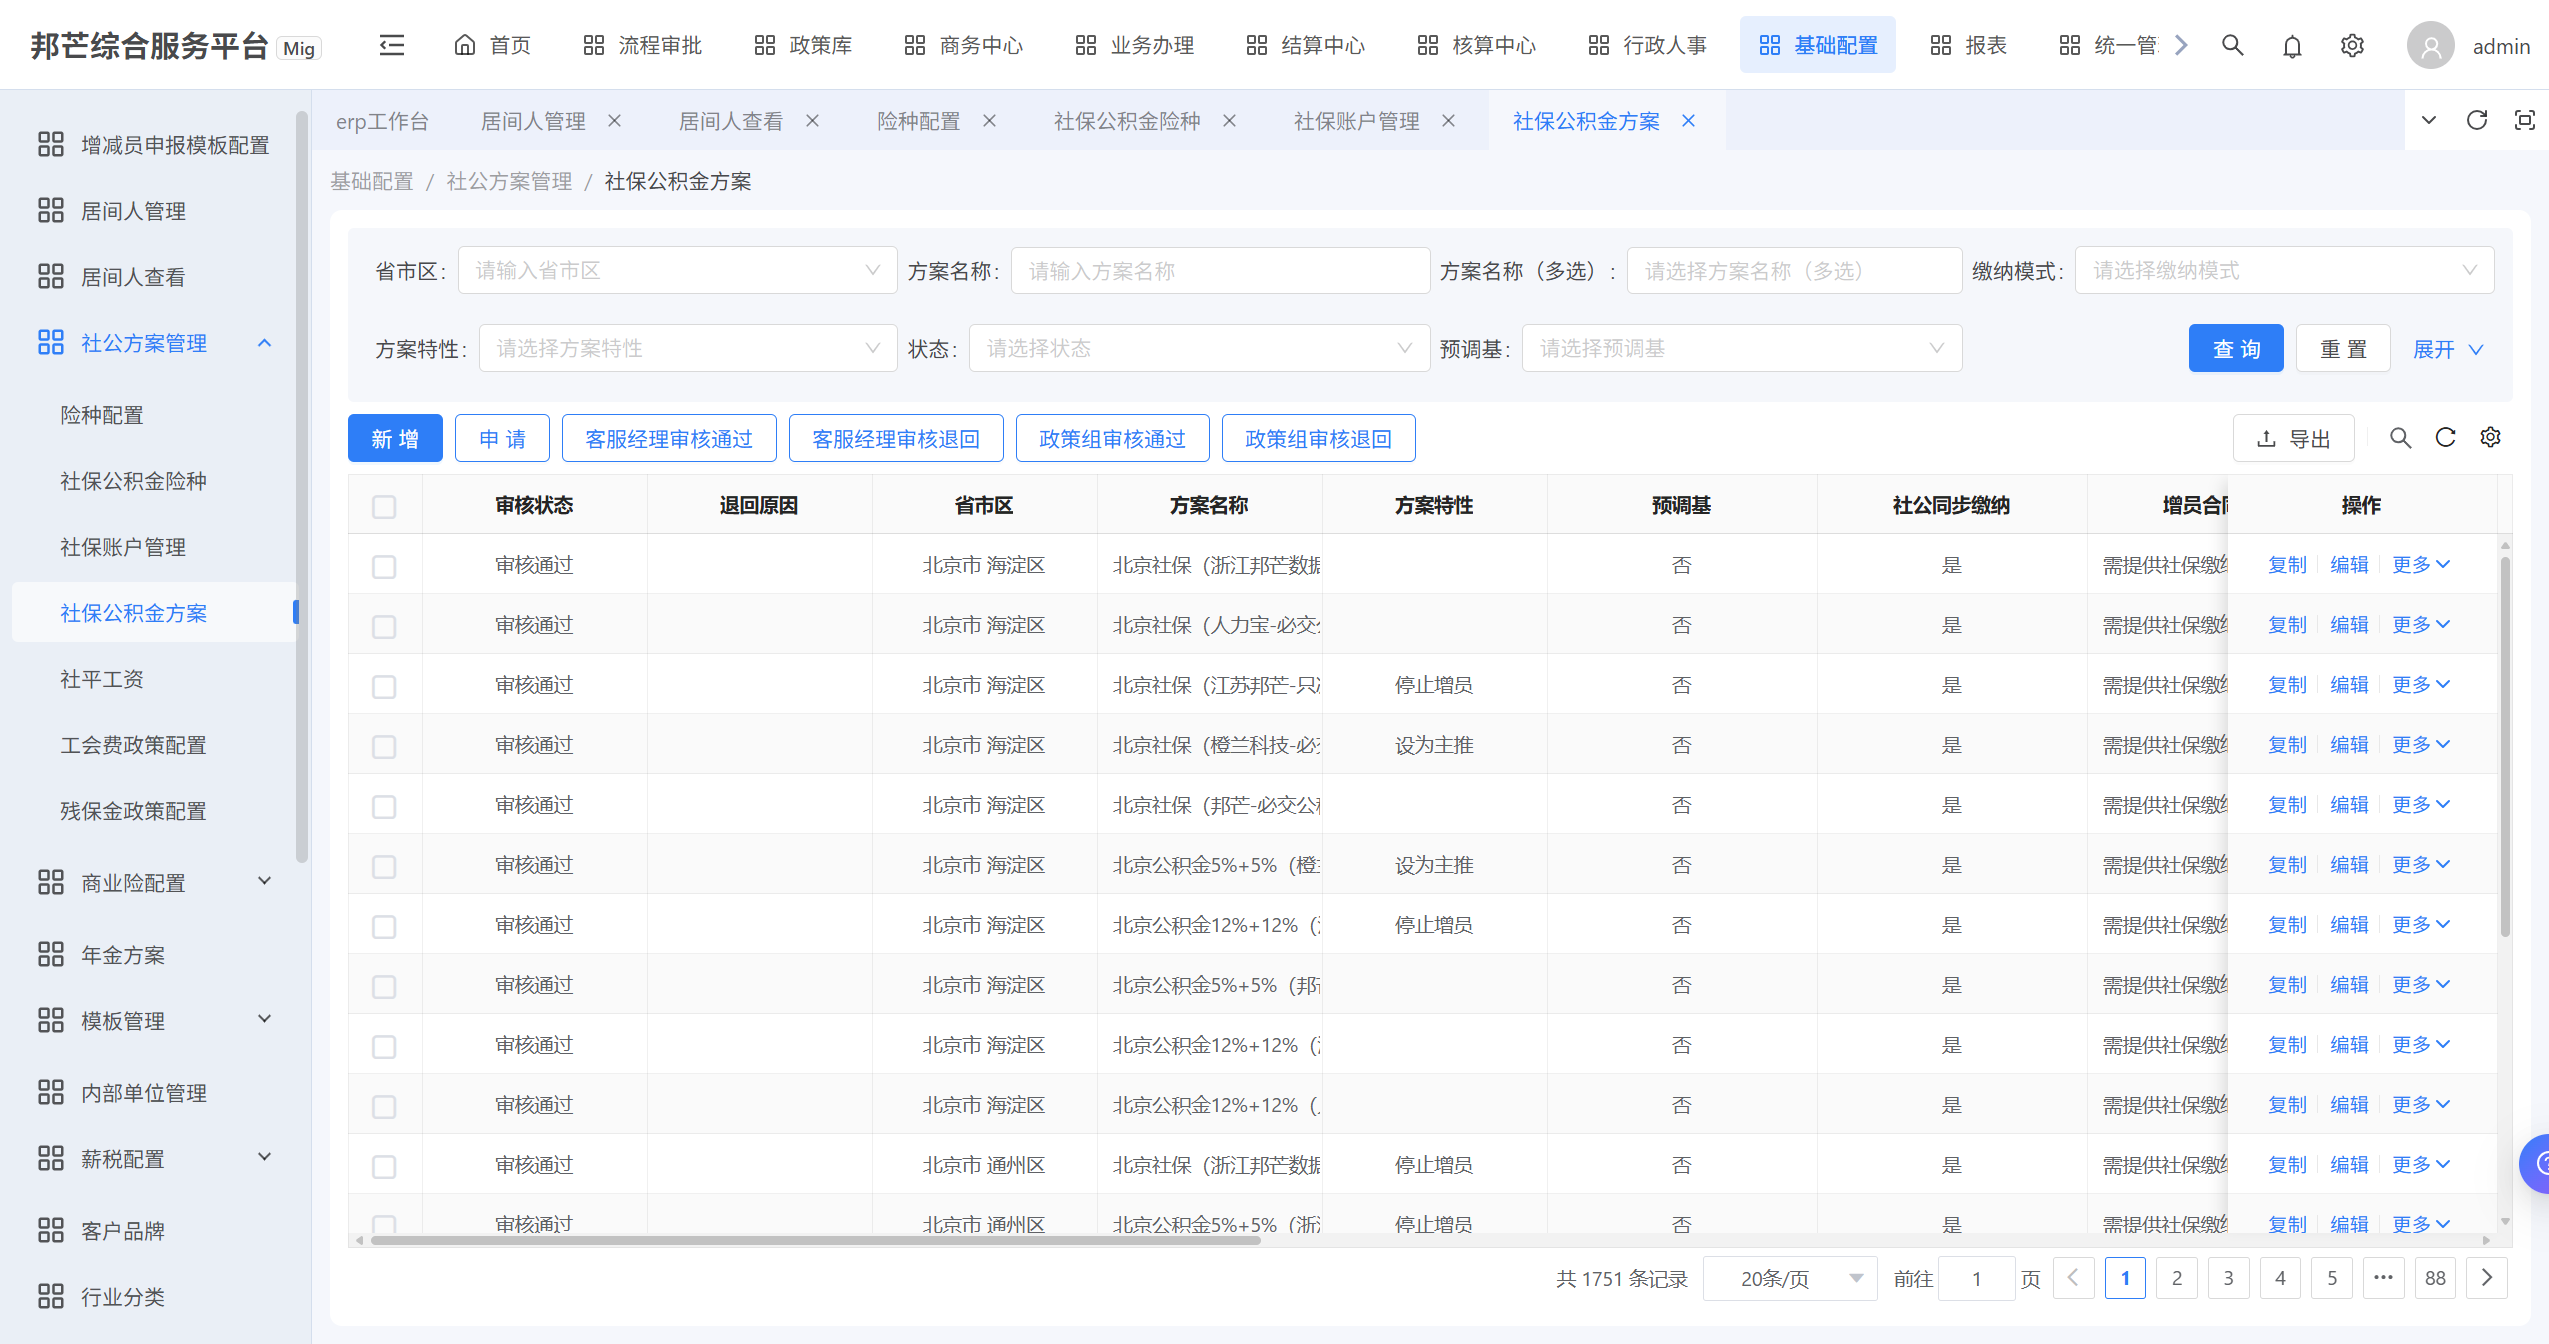 邦芒综合服务平台 Mig 首页 流程审批 政策库 商务中心 业务办理 结算中心 核算中心 行政人事 基础配置 报表 统一管 admin
增减员申报模板配置
居间人管理
居间人查看
社公方案管理
险种配置
社保公积金险种
社保账户管理
社保公积金方案
社平工资
工会费政策配置
残保金政策配置
商业险配置
年金方案
模板管理
内部单位管理
薪税配置
客户品牌
行业分类
erp工作台 居间人管理 居间人查看 险种配置 社保公积金险种 社保账户管理 社保公积金方案
基础配置 / 社公方案管理 / 社保公积金方案
省市区: 请输入省市区 方案名称: 请输入方案名称 方案名称（多选）: 请选择方案名称（多选） 缴纳模式: 请选择缴纳模式
方案特性: 请选择方案特性 状态: 请选择状态 预调基: 请选择预调基 查 询 重 置 展开
新 增 申 请 客服经理审核通过 客服经理审核退回 政策组审核通过 政策组审核退回 导出
审核状态 退回原因 省市区 方案名称 方案特性 预调基 社公同步缴纳 增员合 操作
审核通过 北京市 海淀区 北京社保（浙江邦芒数 否 是 需提供社保缴 复制 编辑 更多
审核通过 北京市 海淀区 北京社保（人力宝-必交 否 是 需提供社保缴 复制 编辑 更多
审核通过 北京市 海淀区 北京社保（江苏邦芒-只 停止增员 否 是 需提供社保缴 复制 编辑 更多
审核通过 北京市 海淀区 北京社保（橙兰科技-必 设为主推 否 是 需提供社保缴 复制 编辑 更多
审核通过 北京市 海淀区 北京社保（邦芒-必交公 否 是 需提供社保缴 复制 编辑 更多
审核通过 北京市 海淀区 北京公积金5%+5%（橙 设为主推 否 是 需提供社保缴 复制 编辑 更多
审核通过 北京市 海淀区 北京公积金12%+12%（ 停止增员 否 是 需提供社保缴 复制 编辑 更多
审核通过 北京市 海淀区 北京公积金5%+5%（邦 否 是 需提供社保缴 复制 编辑 更多
审核通过 北京市 海淀区 北京公积金12%+12%（ 否 是 需提供社保缴 复制 编辑 更多
审核通过 北京市 海淀区 北京公积金12%+12%（ 否 是 需提供社保缴 复制 编辑 更多
审核通过 北京市 通州区 北京社保（浙江邦芒数 停止增员 否 是 需提供社保缴 复制 编辑 更多
审核通过 北京市 通州区 北京公积金5%+5%（浙 停止增员 否 是 需提供社保缴 复制 编辑 更多
共 1751 条记录 20条/页 前往 1 页 1 2 3 4 5 ••• 88